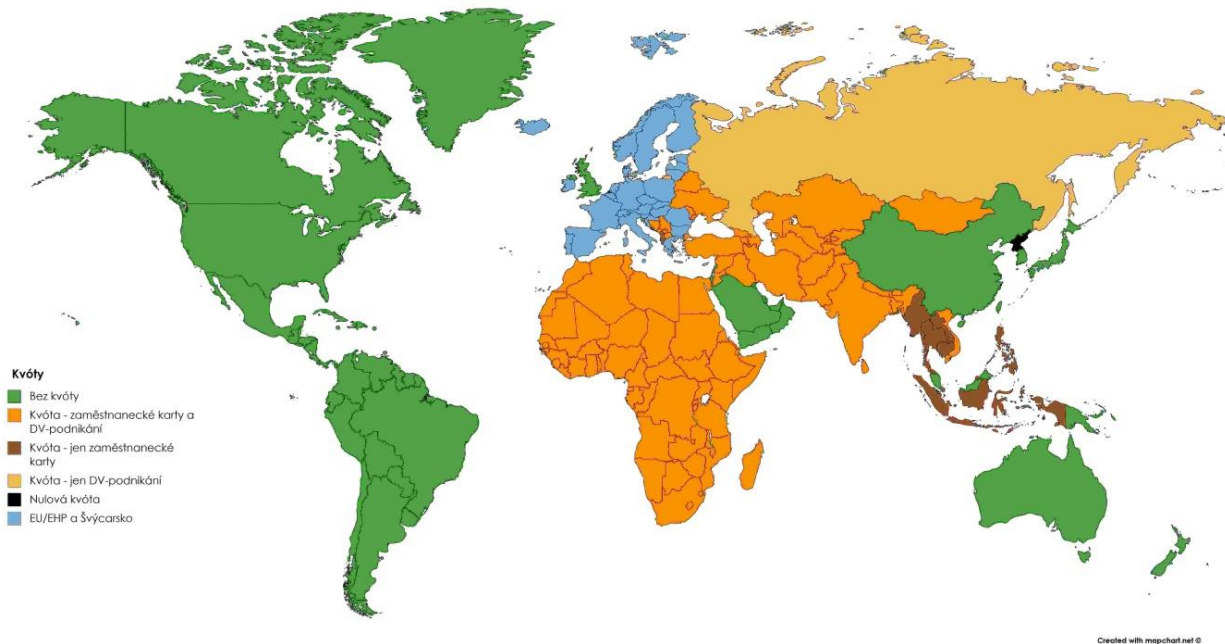 Kvóty
Bez kvóty
Kvóta - zaměstnanecké karty a
DV-podnikání
Kvóta - jen zaměstnanecké
karty
Kvóta - jen DV-podnikání
Nulová kvóta
EU/EHP a Švýcarsko
Created with mapchart.net ©